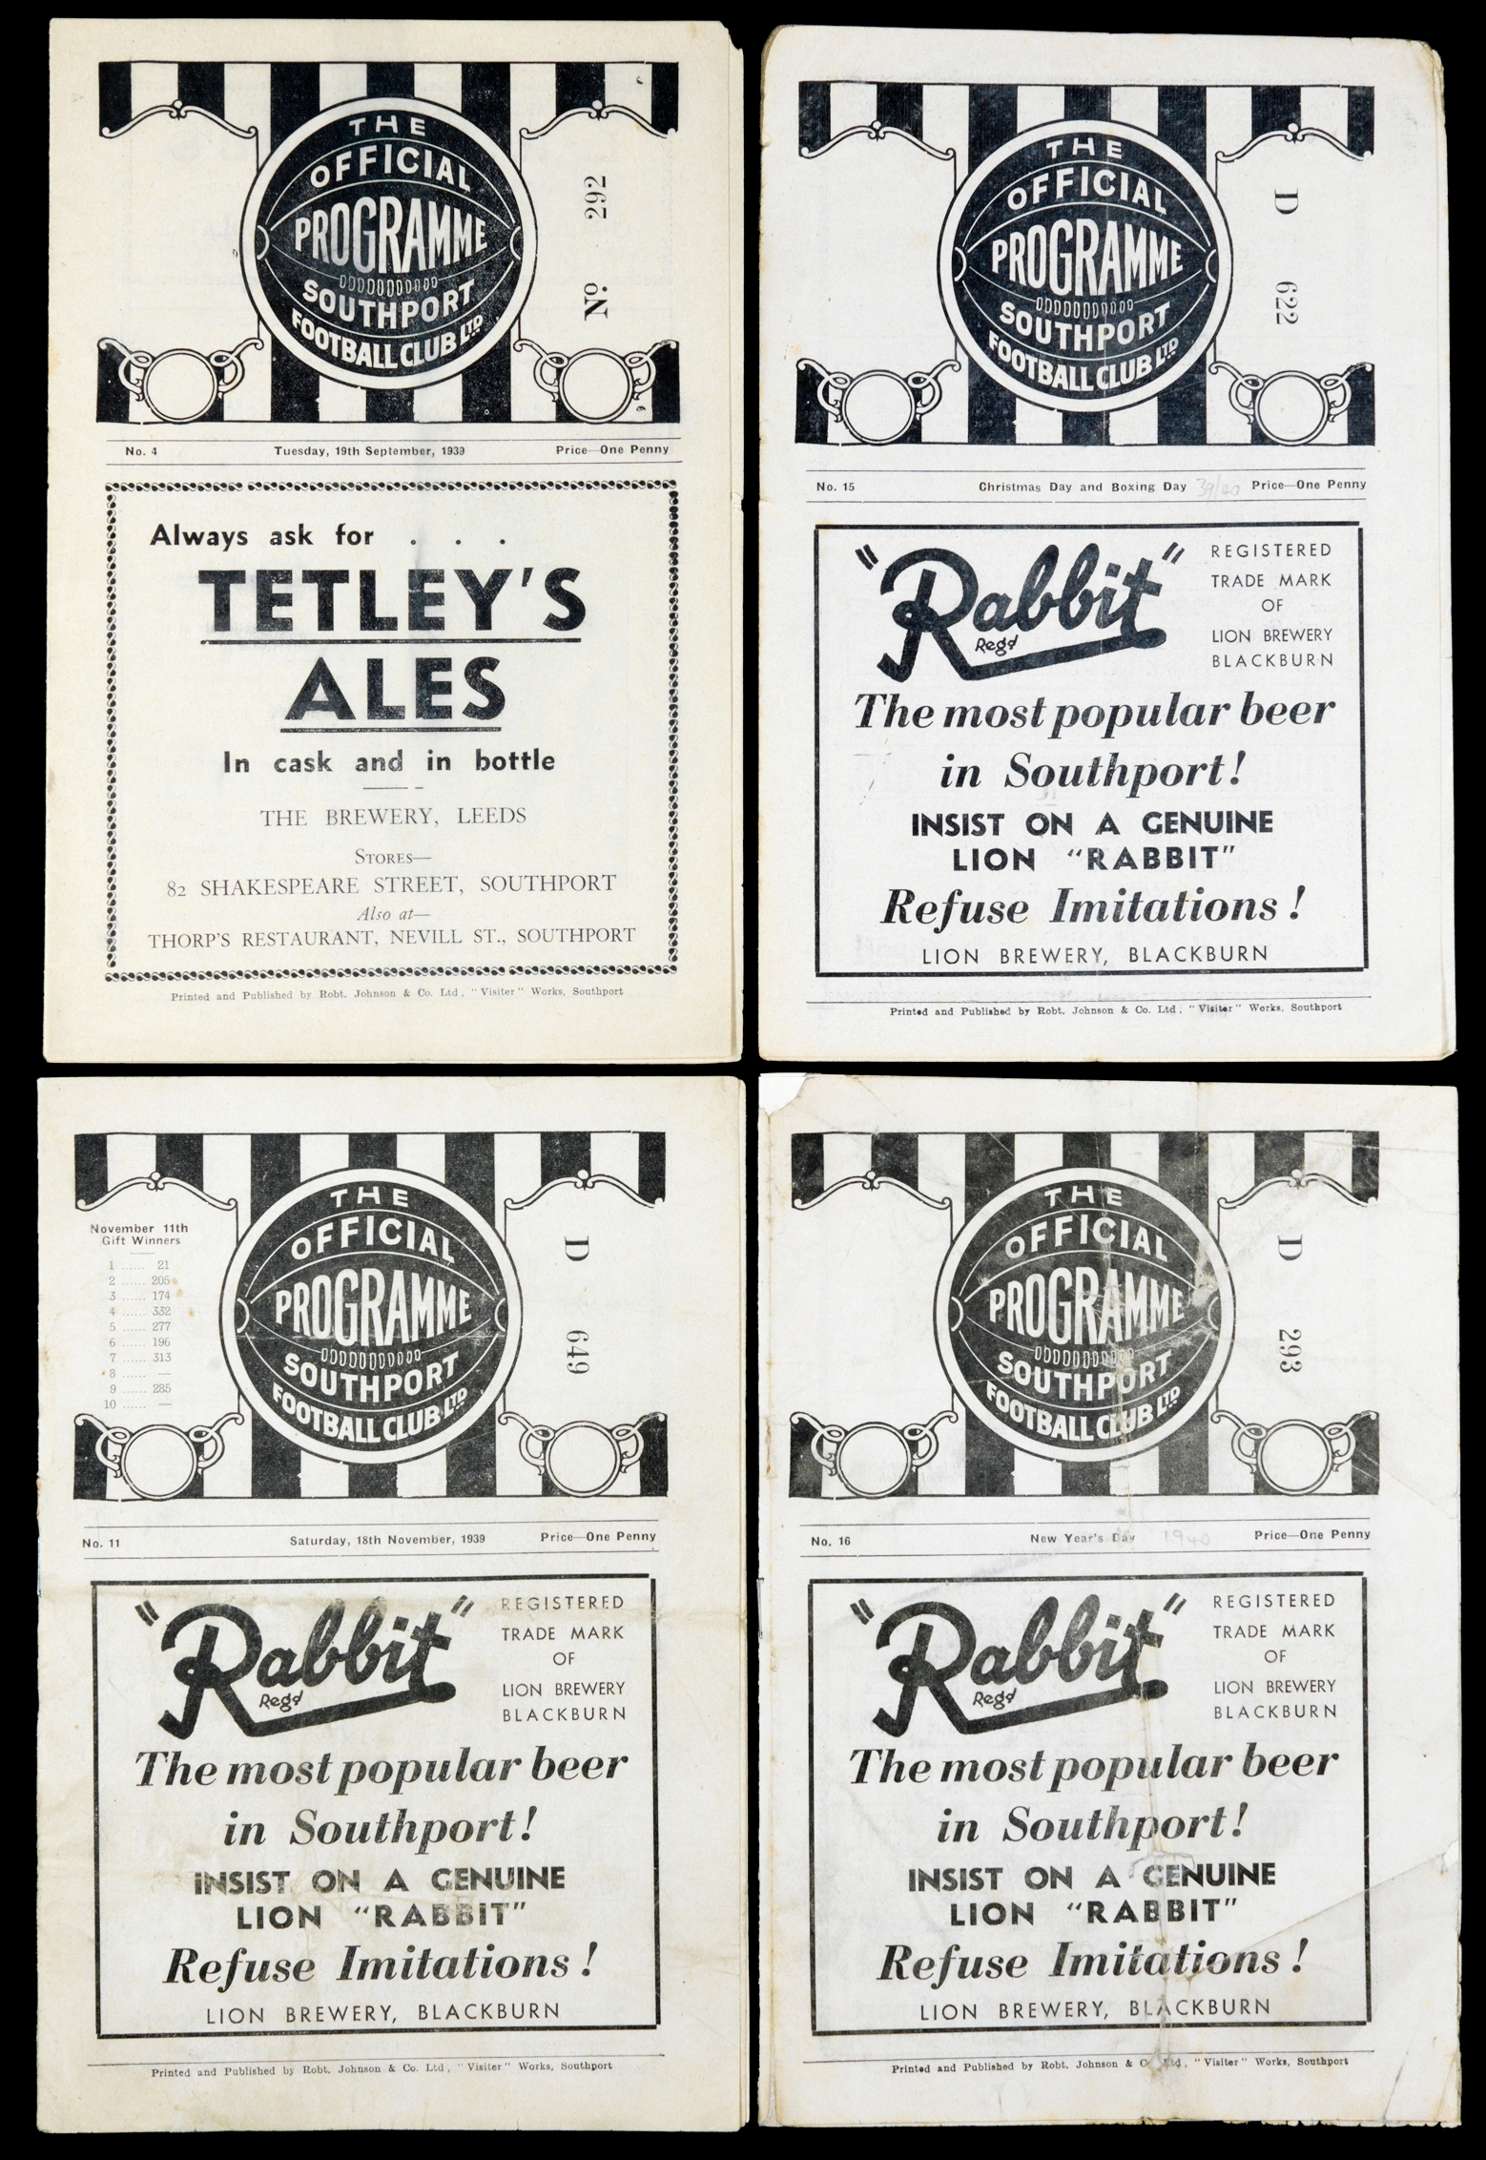 THE
OFFICIAL
PROGRAMME
SOUTHPORT
FOOTBALL CLUB LTD
No. 292
No. 4 Tuesday, 19th September, 1939 Price—One Penny
Always ask for . . .
TETLEY'S
ALES
In cask and in bottle
THE BREWERY, LEEDS
STORES—
82 SHAKESPEARE STREET, SOUTHPORT
Also at—
THORP'S RESTAURANT, NEVILL ST., SOUTHPORT
Printed and Published by Robt. Johnson & Co. Ltd, "Visiter" Works, Southport
THE
OFFICIAL
PROGRAMME
SOUTHPORT
FOOTBALL CLUB LTD
D 622
No. 15 Christmas Day and Boxing Day 39/40 Price—One Penny
"Rabbit"
Regd
REGISTERED
TRADE MARK
OF
LION BREWERY
BLACKBURN
The most popular beer
in Southport!
INSIST ON A GENUINE
LION "RABBIT"
Refuse Imitations!
LION BREWERY, BLACKBURN
Printed and Published by Robt. Johnson & Co. Ltd, "Visiter" Works, Southport
November 11th
Gift Winners
1 ...... 21
2 ...... 205
3 ...... 174
4 ...... 332
5 ...... 277
6 ...... 196
7 ...... 313
8 ...... —
9 ...... 285
10 ...... —
THE
OFFICIAL
PROGRAMME
SOUTHPORT
FOOTBALL CLUB LTD
D 649
No. 11 Saturday, 18th November, 1939 Price—One Penny
"Rabbit"
Regd
REGISTERED
TRADE MARK
OF
LION BREWERY
BLACKBURN
The most popular beer
in Southport!
INSIST ON A GENUINE
LION "RABBIT"
Refuse Imitations!
LION BREWERY, BLACKBURN
Printed and Published by Robt. Johnson & Co. Ltd, "Visiter" Works, Southport
THE
OFFICIAL
PROGRAMME
SOUTHPORT
FOOTBALL CLUB LTD
D 293
No. 16 New Year's Day 1940 Price—One Penny
"Rabbit"
Regd
REGISTERED
TRADE MARK
OF
LION BREWERY
BLACKBURN
The most popular beer
in Southport!
INSIST ON A GENUINE
LION "RABBIT"
Refuse Imitations!
LION BREWERY, BLACKBURN
Printed and Published by Robt. Johnson & Co. Ltd, "Visiter" Works, Southport